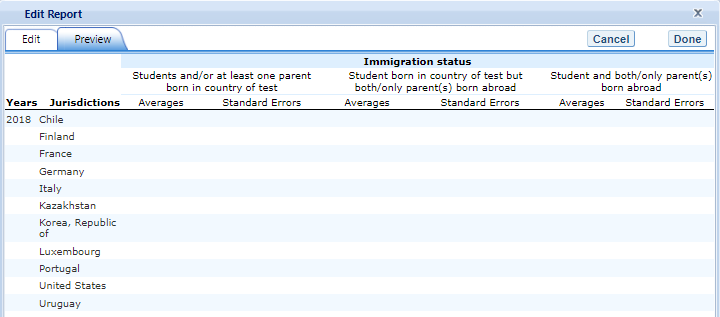 Edit Report X
Edit Preview Cancel Done
Immigration status
Students and/or at least one parent born in country of test
Student born in country of test but both/only parent(s) born abroad
Student and both/only parent(s) born abroad
Years Jurisdictions Averages Standard Errors Averages Standard Errors Averages Standard Errors
2018 Chile
Finland
France
Germany
Italy
Kazakhstan
Korea, Republic
of
Luxembourg
Portugal
United States
Uruguay